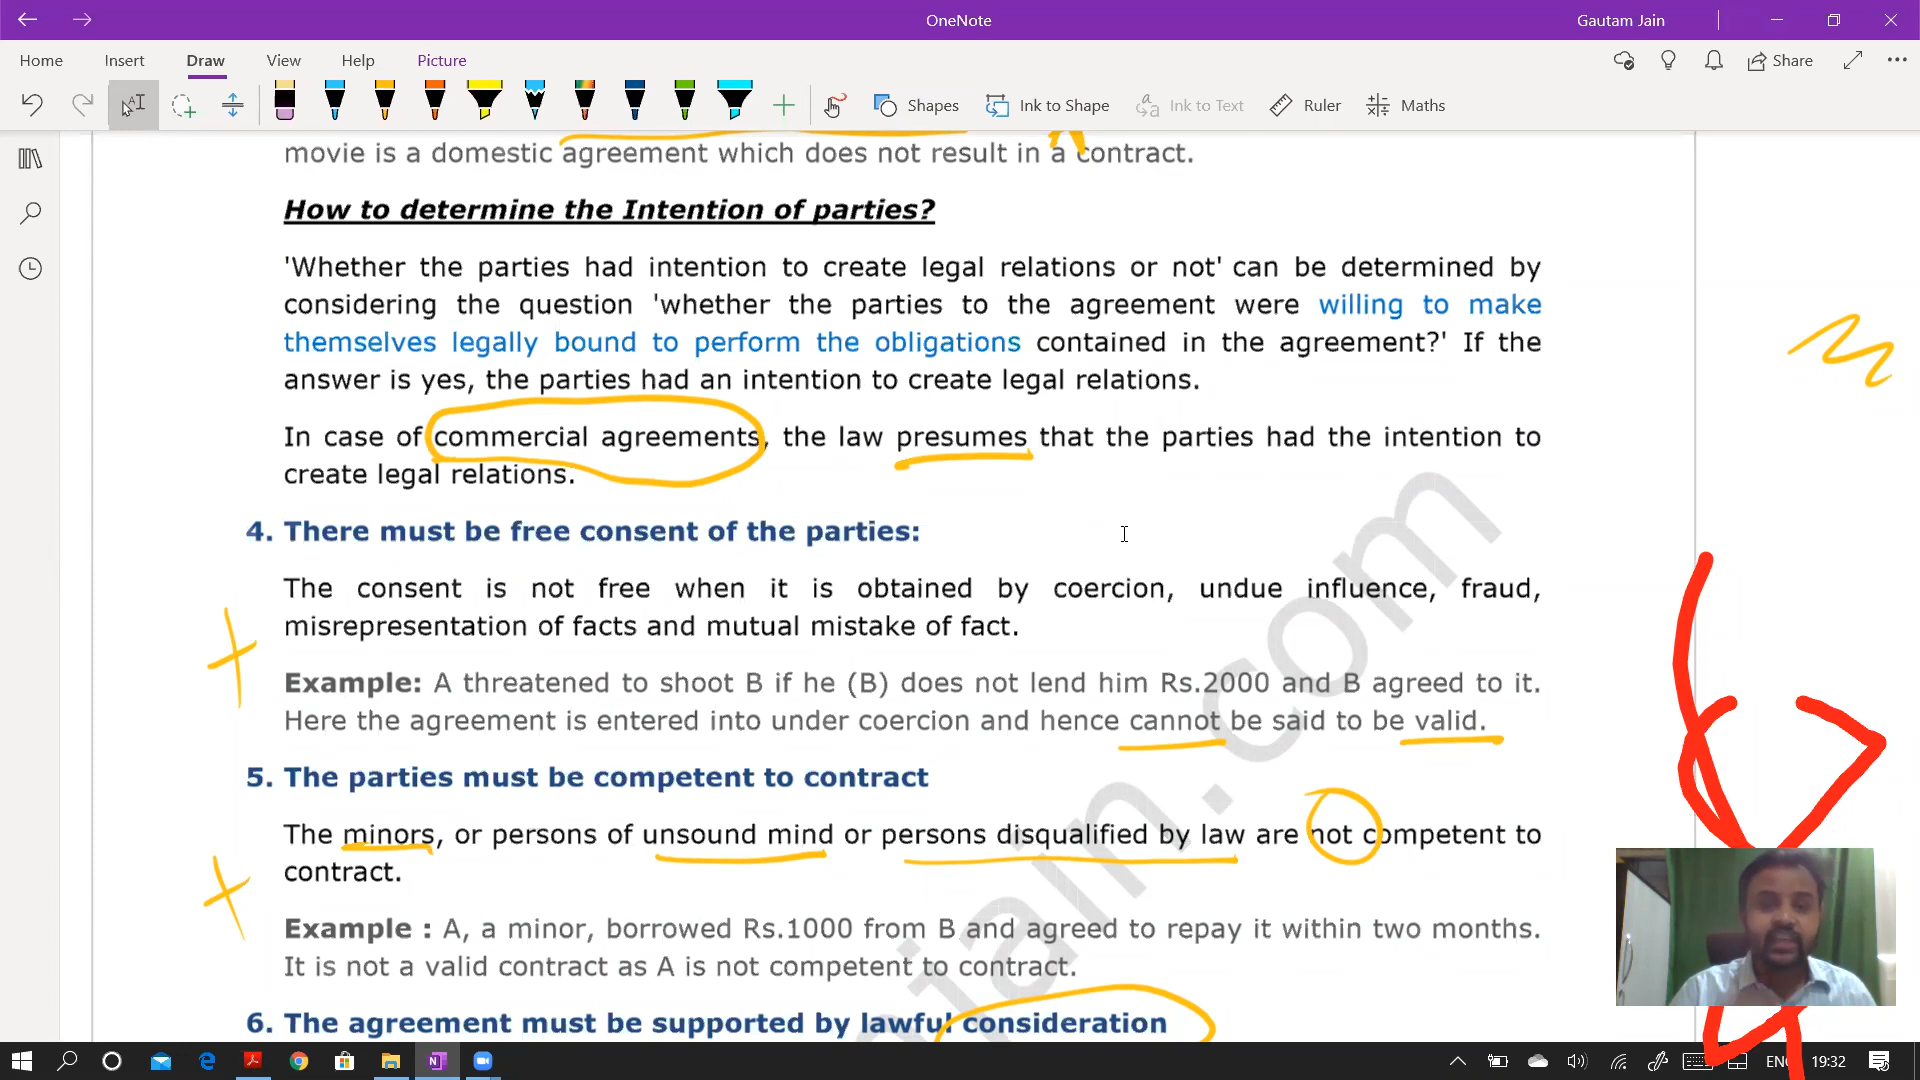 OneNote
Gautam Jain
Home Insert Draw View Help Picture
Share
Shapes Ink to Shape Ink to Text Ruler Maths
movie is a domestic agreement which does not result in a contract.
How to determine the Intention of parties?
'Whether the parties had intention to create legal relations or not' can be determined by
considering the question 'whether the parties to the agreement were willing to make
themselves legally bound to perform the obligations contained in the agreement?' If the
answer is yes, the parties had an intention to create legal relations.
In case of commercial agreements, the law presumes that the parties had the intention to
create legal relations.
4. There must be free consent of the parties:
The consent is not free when it is obtained by coercion, undue influence, fraud,
misrepresentation of facts and mutual mistake of fact.
Example: A threatened to shoot B if he (B) does not lend him Rs.2000 and B agreed to it.
Here the agreement is entered into under coercion and hence cannot be said to be valid.
5. The parties must be competent to contract
The minors, or persons of unsound mind or persons disqualified by law are not competent to
contract.
Example : A, a minor, borrowed Rs.1000 from B and agreed to repay it within two months.
It is not a valid contract as A is not competent to contract.
6. The agreement must be supported by lawful consideration
jain.com
19:32